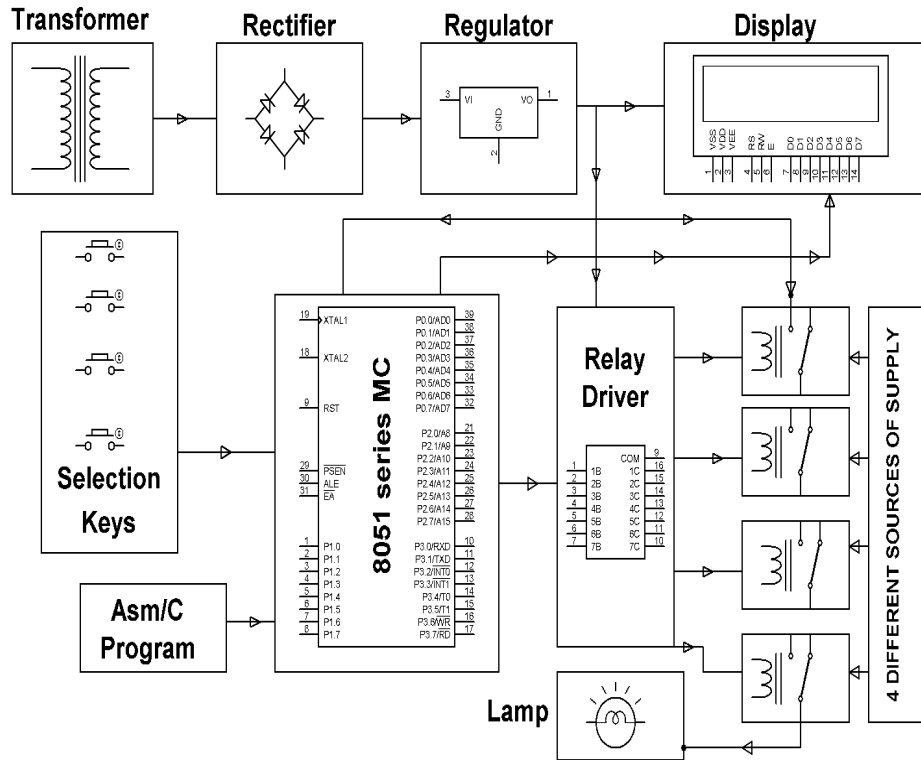 Transformer
Rectifier
Regulator
Display
3 VI VO 1
GND
2
VSS VDD VEE RS RW E D0 D1 D2 D3 D4 D5 D6 D7
1 2 3 4 5 6 7 8 9 10 11 12 13 14
Selection
Keys
Asm/C
Program
8051 series MC
19 XTAL1
18 XTAL2
9 RST
29 PSEN
30 ALE
31 EA
1 P1.0
2 P1.1
3 P1.2
4 P1.3
5 P1.4
6 P1.5
7 P1.6
8 P1.7
P0.0/AD0 39
P0.1/AD1 38
P0.2/AD2 37
P0.3/AD3 36
P0.4/AD4 35
P0.5/AD5 34
P0.6/AD6 33
P0.7/AD7 32
P2.0/A8 21
P2.1/A9 22
P2.2/A10 23
P2.3/A11 24
P2.4/A12 25
P2.5/A13 26
P2.6/A14 27
P2.7/A15 28
P3.0/RXD 10
P3.1/TXD 11
P3.2/INT0 12
P3.3/INT1 13
P3.4/T0 14
P3.5/T1 15
P3.6/WR 16
P3.7/RD 17
Relay
Driver
COM 9
1 1B 1C 16
2 2B 2C 15
3 3B 3C 14
4 4B 4C 13
5 5B 5C 12
6 6B 6C 11
7 7B 7C 10
Lamp
4 DIFFERENT SOURCES OF SUPPLY